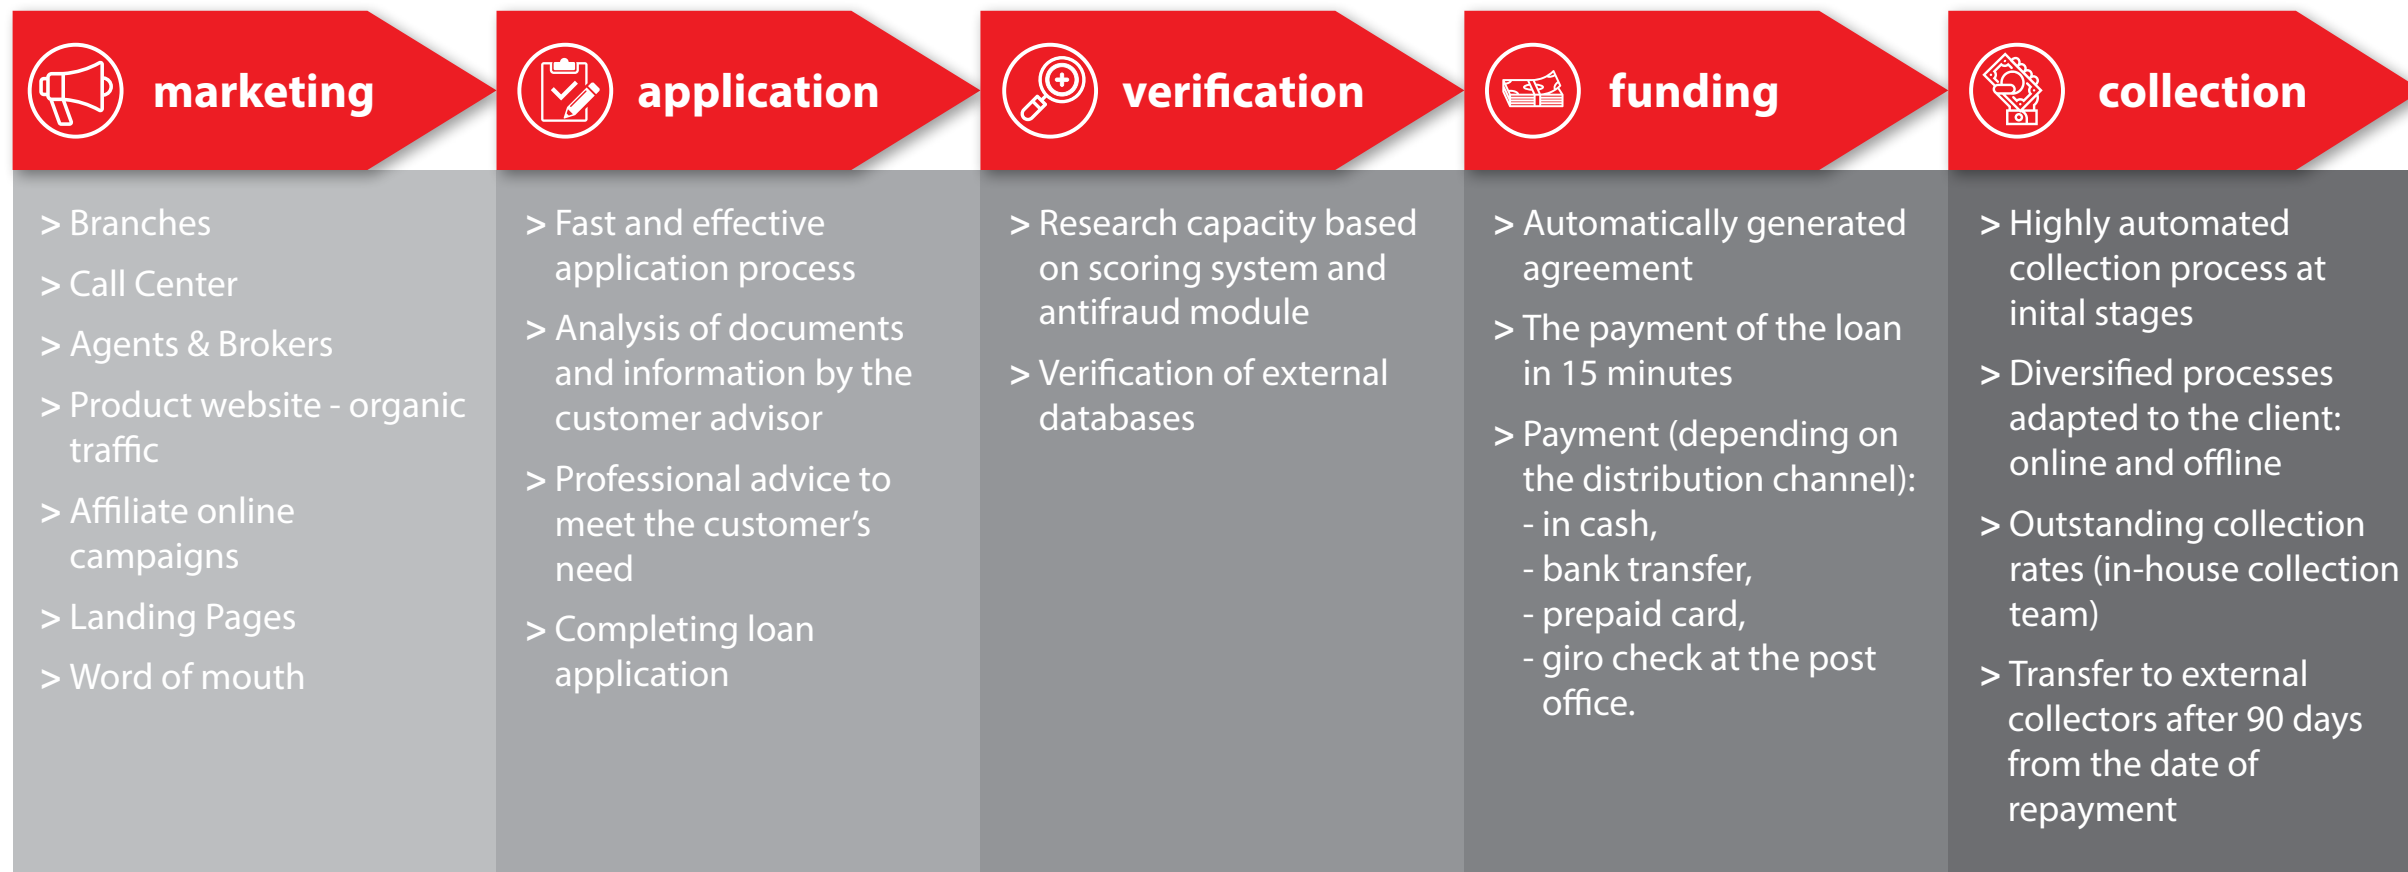 marketing
> Branches
> Call Center
> Agents & Brokers
> Product website - organic
traffic
> Affiliate online
campaigns
> Landing Pages
> Word of mouth
application
> Fast and effective
application process
> Analysis of documents
and information by the
customer advisor
> Professional advice to
meet the customer’s
need
> Completing loan
application
verification
> Research capacity based
on scoring system and
antifraud module
> Verification of external
databases
funding
> Automatically generated
agreement
> The payment of the loan
in 15 minutes
> Payment (depending on
the distribution channel):
- in cash,
- bank transfer,
- prepaid card,
- giro check at the post
office.
collection
> Highly automated
collection process at
inital stages
> Diversified processes
adapted to the client:
online and offline
> Outstanding collection
rates (in-house collection
team)
> Transfer to external
collectors after 90 days
from the date of
repayment